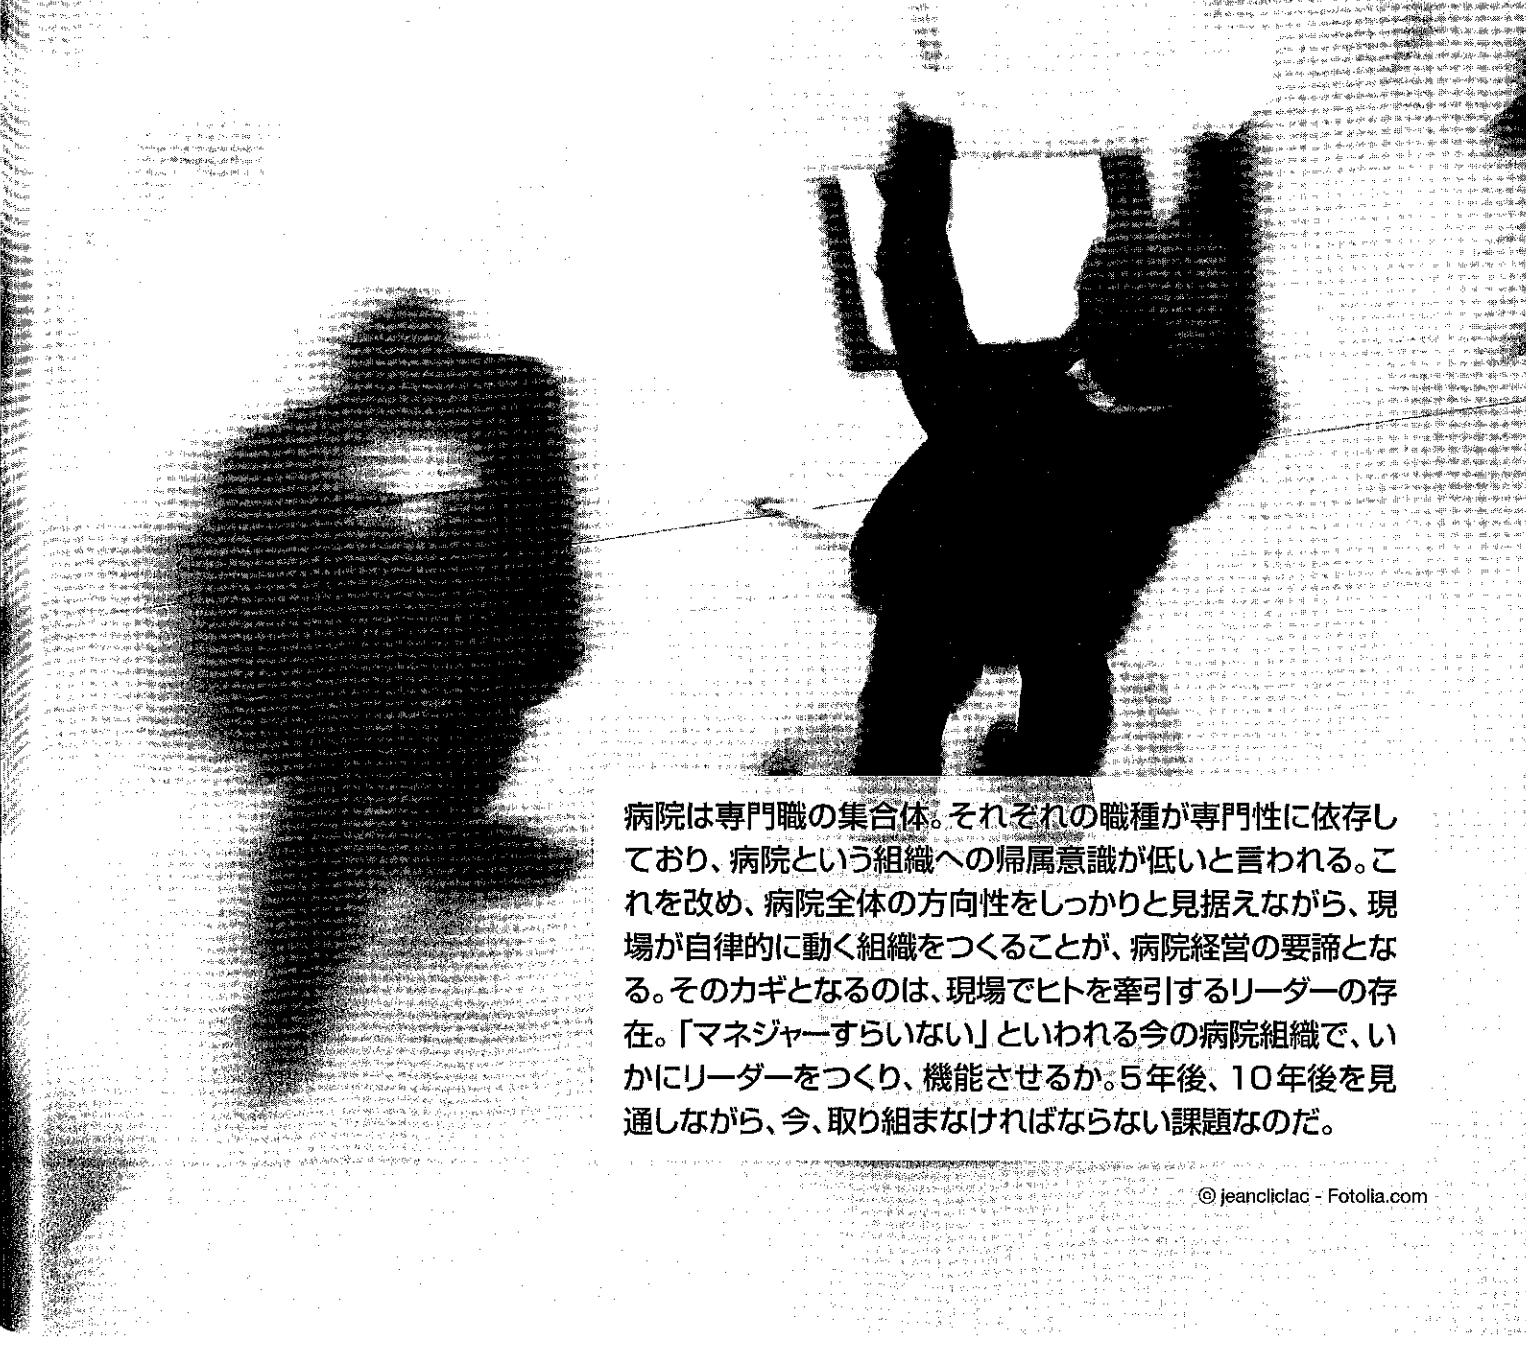 病院は専門職の集合体。それぞれの職種が専門性に依存し
ており、病院という組織への帰属意識が低いと言われる。こ
れを改め、病院全体の方向性をしっかりと見据えながら、現
場が自律的に動く組織をつくることが、病院経営の要諦とな
る。そのカギとなるのは、現場でヒトを牽引するリーダーの存
在。「マネジャーすらいない」といわれる今の病院組織で、い
かにリーダーをつくり、機能させるか。5年後、10年後を見
通しながら、今、取り組まなければならない課題なのだ。
© jeancliclac - Fotolia.com